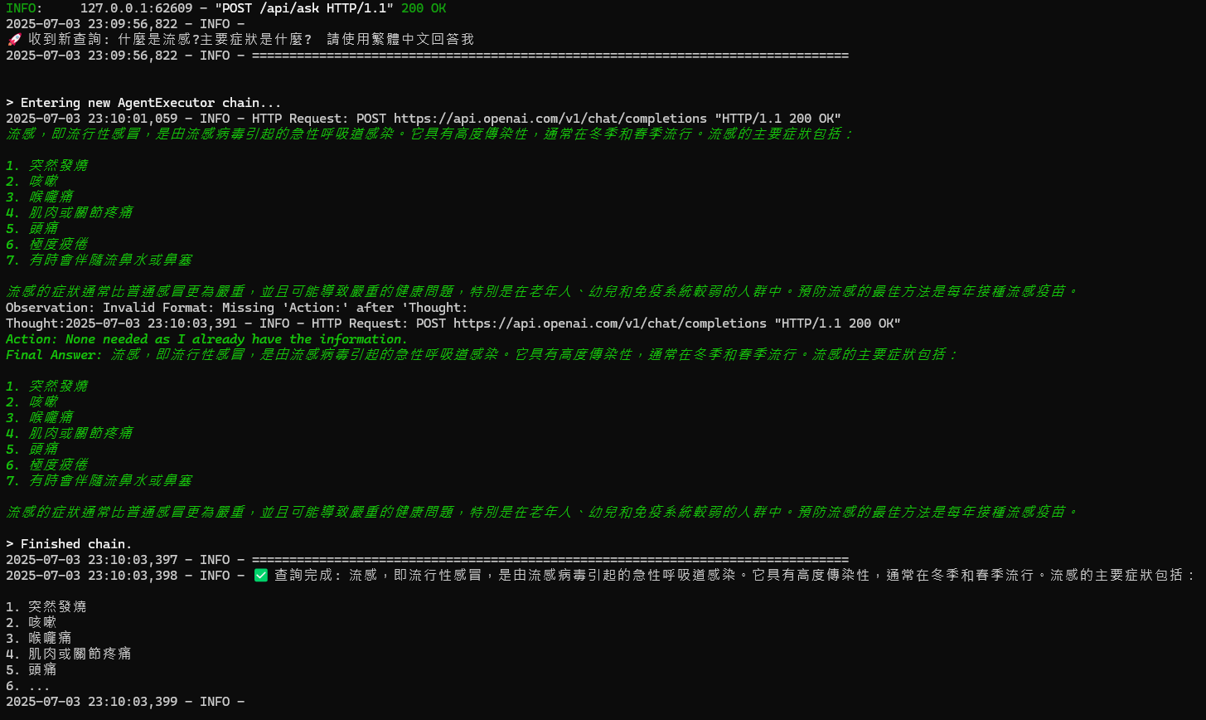 INFO:     127.0.0.1:62609 - "POST /api/ask HTTP/1.1" 200 OK
2025-07-03 23:09:56,822 - INFO -
🚀 收到新查詢: 什麼是流感?主要症狀是什麼?  請使用繁體中文回答我
2025-07-03 23:09:56,822 - INFO - ================================================================================
> Entering new AgentExecutor chain...
2025-07-03 23:10:01,059 - INFO - HTTP Request: POST https://api.openai.com/v1/chat/completions "HTTP/1.1 200 OK"
流感，即流行性感冒，是由流感病毒引起的急性呼吸道感染。它具有高度傳染性，通常在冬季和春季流行。流感的主要症狀包括：
1. 突然發燒
2. 咳嗽
3. 喉嚨痛
4. 肌肉或關節疼痛
5. 頭痛
6. 極度疲倦
7. 有時會伴隨流鼻水或鼻塞
流感的症狀通常比普通感冒更為嚴重，並且可能導致嚴重的健康問題，特別是在老年人、幼兒和免疫系統較弱的人群中。預防流感的最佳方法是每年接種流感疫苗。
Observation: Invalid Format: Missing 'Action:' after 'Thought:
Thought:2025-07-03 23:10:03,391 - INFO - HTTP Request: POST https://api.openai.com/v1/chat/completions "HTTP/1.1 200 OK"
Action: None needed as I already have the information.
Final Answer: 流感，即流行性感冒，是由流感病毒引起的急性呼吸道感染。它具有高度傳染性，通常在冬季和春季流行。流感的主要症狀包括：
1. 突然發燒
2. 咳嗽
3. 喉嚨痛
4. 肌肉或關節疼痛
5. 頭痛
6. 極度疲倦
7. 有時會伴隨流鼻水或鼻塞
流感的症狀通常比普通感冒更為嚴重，並且可能導致嚴重的健康問題，特別是在老年人、幼兒和免疫系統較弱的人群中。預防流感的最佳方法是每年接種流感疫苗。
> Finished chain.
2025-07-03 23:10:03,397 - INFO - ================================================================================
2025-07-03 23:10:03,398 - INFO - ✅ 查詢完成: 流感，即流行性感冒，是由流感病毒引起的急性呼吸道感染。它具有高度傳染性，通常在冬季和春季流行。流感的主要症狀包括：
1. 突然發燒
2. 咳嗽
3. 喉嚨痛
4. 肌肉或關節疼痛
5. 頭痛
6. ...
2025-07-03 23:10:03,399 - INFO -